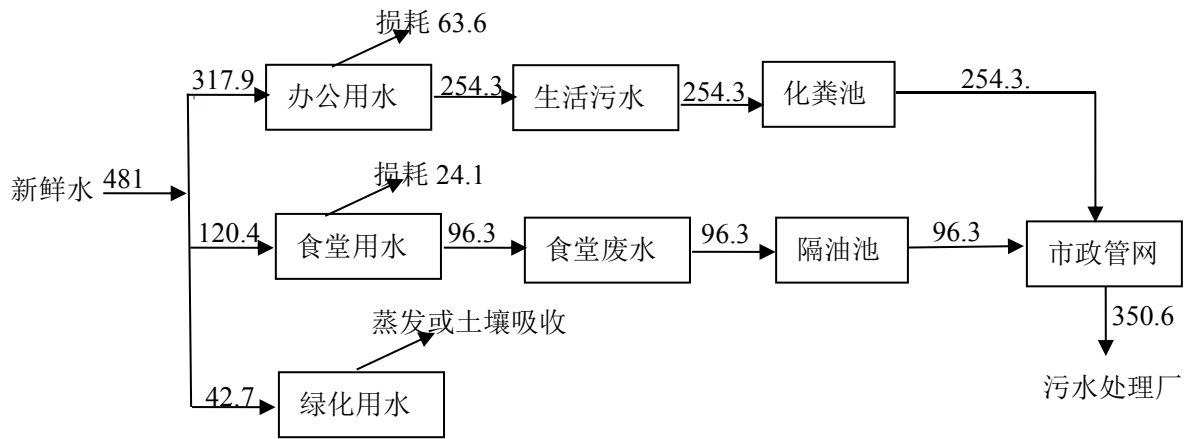 损耗 63.6
317.9
办公用水
254.3
生活污水
254.3
化粪池
254.3.
新鲜水 481
损耗 24.1
120.4
食堂用水
96.3
食堂废水
96.3
隔油池
96.3
市政管网
350.6
污水处理厂
蒸发或土壤吸收
42.7
绿化用水